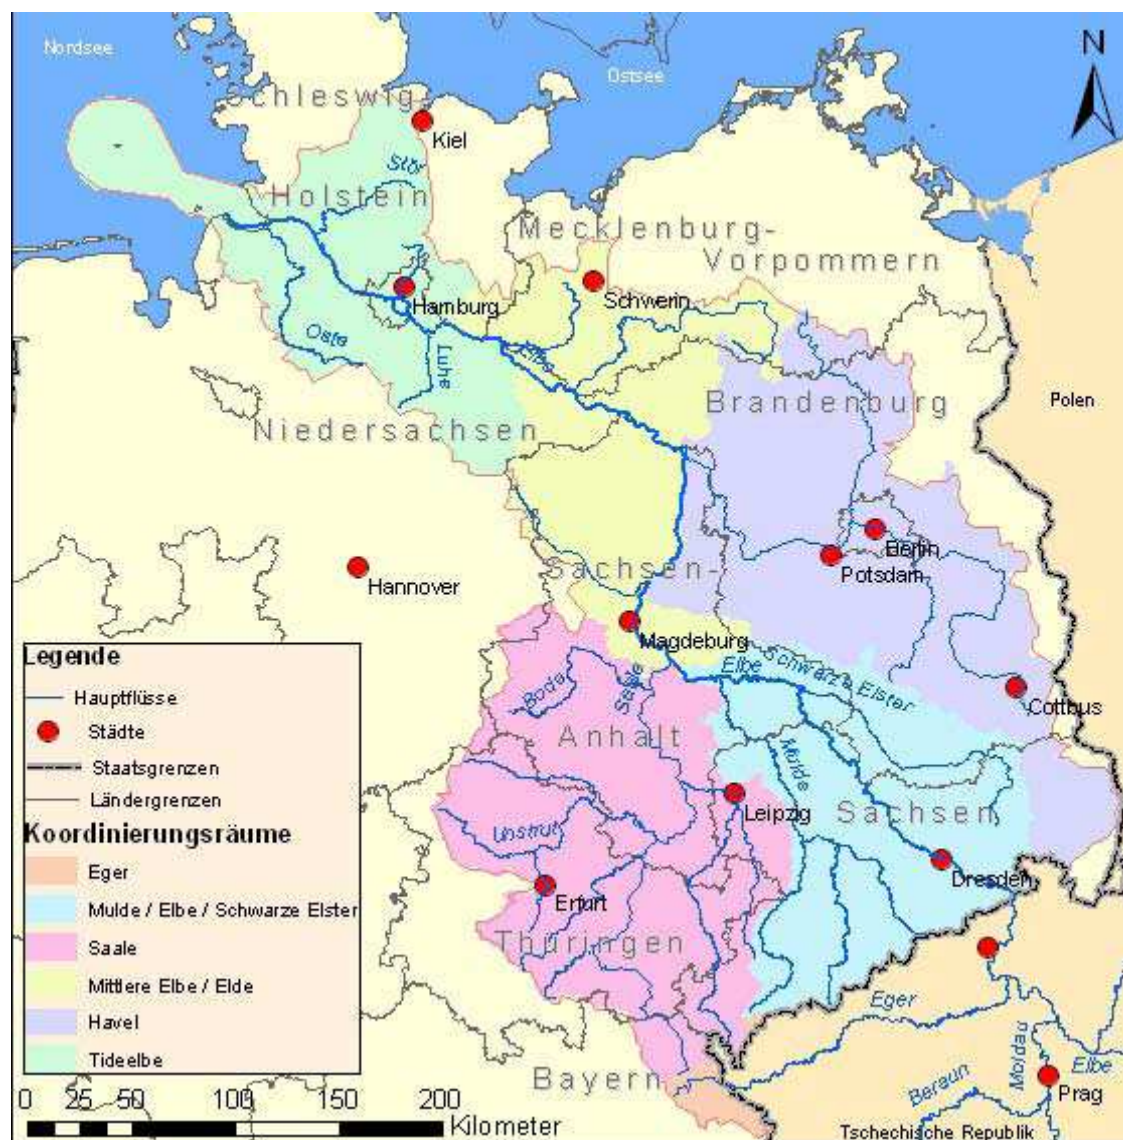 Nordsee
Ostsee
N
Schleswig-
Kiel
Stör
Holstein
Mecklenburg-
Vorpommern
Hamburg
Schwerin
Oste
Luhe
Elbe
Polen
Brandenburg
Niedersachsen
Berlin
Potsdam
Sachsen-
Hannover
Magdeburg
Elbe
Schwarze Elster
Saale
Bode
Cottbus
Anhalt
Mulde
Leipzig
Sachsen
Unstrut
Dresden
Erfurt
Thüringen
Eger
Moldau
Elbe
Bayern
Beraun
Prag
Tschechische Republik
Legende
Hauptflüsse
Städte
Staatsgrenzen
Ländergrenzen
Koordinierungsräume
Eger
Mulde / Elbe / Schwarze Elster
Saale
Mittlere Elbe / Elde
Havel
Tideelbe
0 25 50 100 150 200
Kilometer